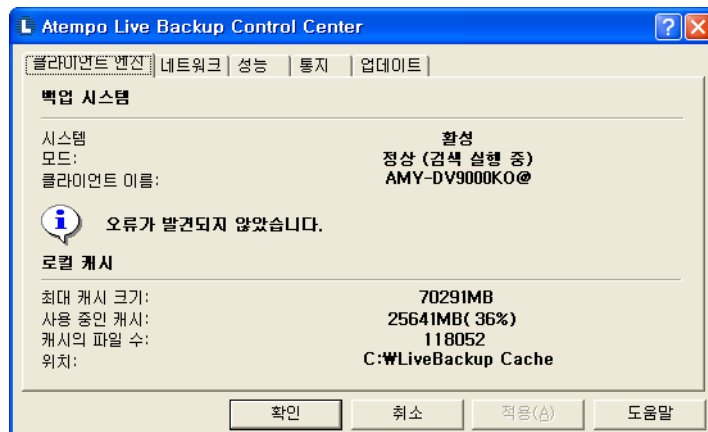 Atempo Live Backup Control Center
클라이언트 엔진 네트워크 성능 통지 업데이트
백업 시스템
시스템 활성
모드: 정상 (검색 실행 중)
클라이언트 이름: AMY-DV9000KO@
오류가 발견되지 않았습니다.
로컬 캐시
최대 캐시 크기: 70291MB
사용 중인 캐시: 25641MB( 36%)
캐시의 파일 수: 118052
위치: C:₩LiveBackup Cache
확인 취소 적용(A) 도움말